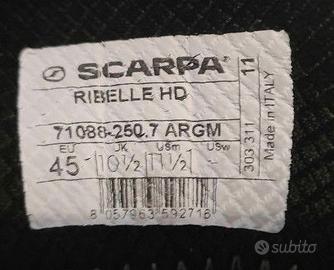 SCARPA
RIBELLE HD
71088-250.7 ARGM
EU UK USm USw
45 10½ 11½
8 057963 592716
303 311 11
Made in ITALY
subito